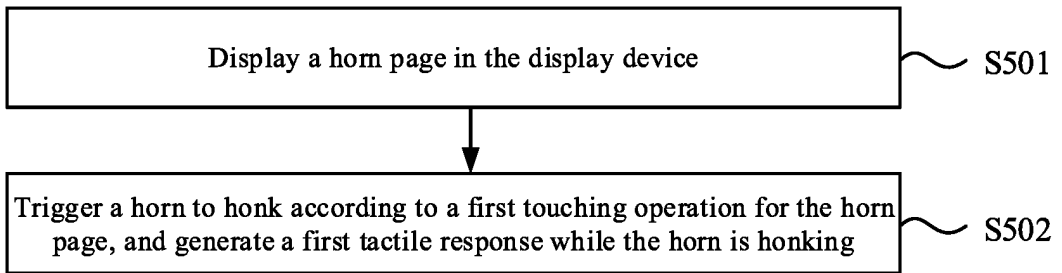 Display a horn page in the display device
S501
Trigger a horn to honk according to a first touching operation for the horn
page, and generate a first tactile response while the horn is honking
S502